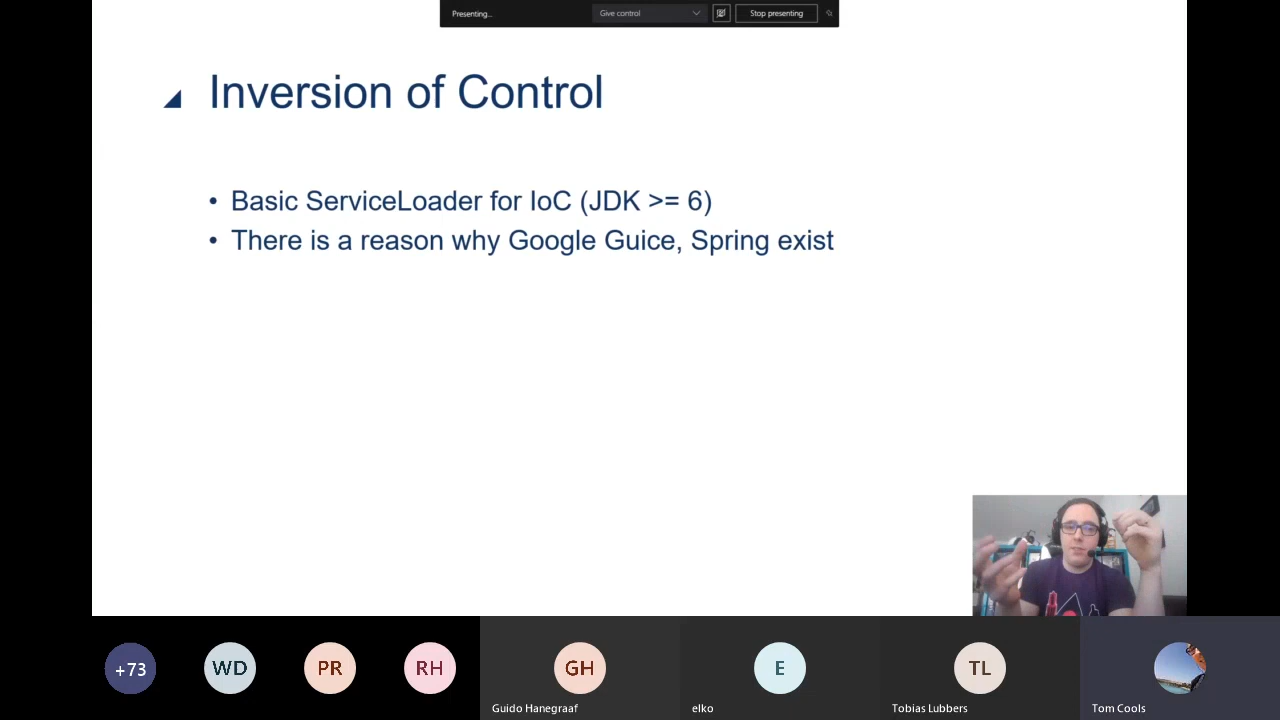 Presenting...
Give control
Stop presenting
Inversion of Control
• Basic ServiceLoader for IoC (JDK >= 6)
• There is a reason why Google Guice, Spring exist
+73
WD
PR
RH
GH
E
TL
Guido Hanegraaf
elko
Tobias Lubbers
Tom Cools